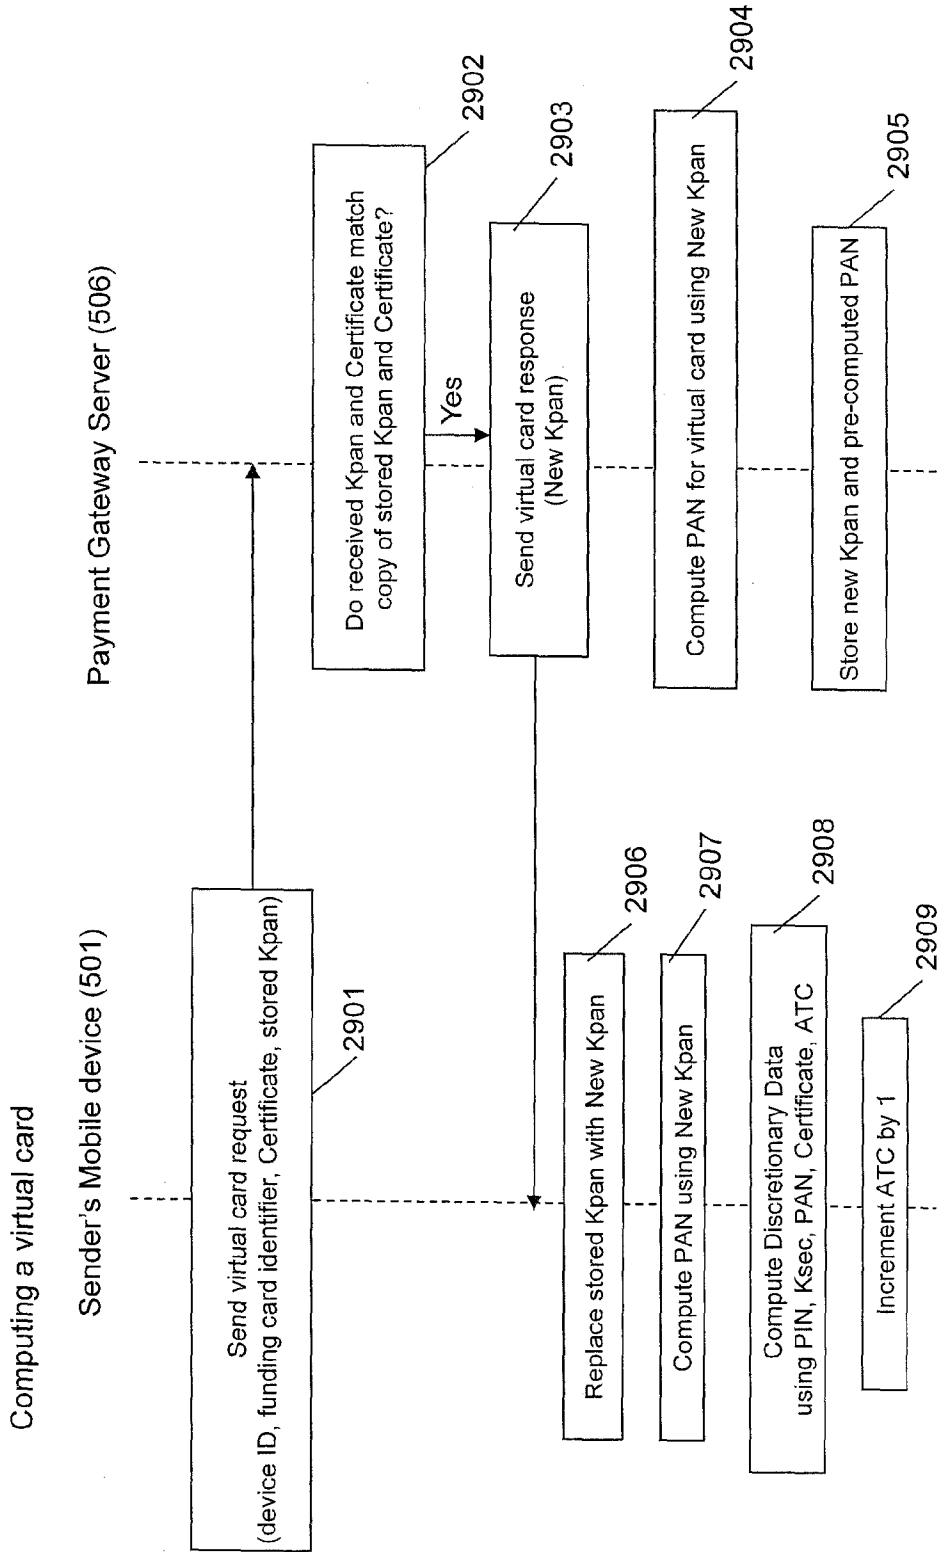 Computing a virtual card
Sender's Mobile device (501)
Payment Gateway Server (506)
Send virtual card request
(device ID, funding card identifier, Certificate, stored Kpan)
2901
Do received Kpan and Certificate match
copy of stored Kpan and Certificate?
2902
Yes
Send virtual card response
(New Kpan)
2903
Compute PAN for virtual card using New Kpan
2904
Store new Kpan and pre-computed PAN
2905
Replace stored Kpan with New Kpan
2906
Compute PAN using New Kpan
2907
Compute Discretionary Data
using PIN, Ksec, PAN, Certificate, ATC
2908
Increment ATC by 1
2909